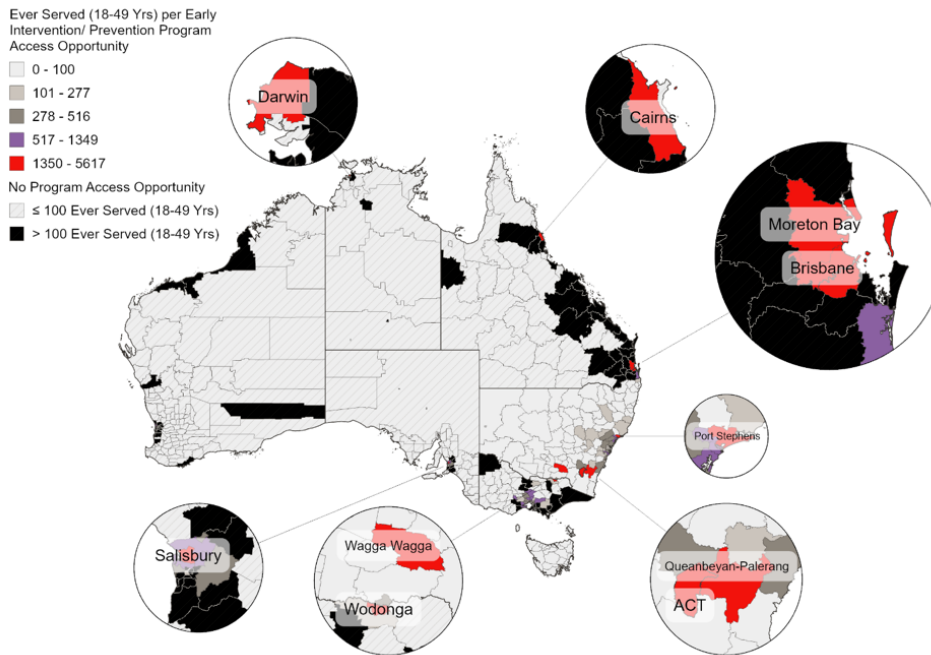 Ever Served (18-49 Yrs) per Early
Intervention/ Prevention Program
Access Opportunity
0 - 100
101 - 277
278 - 516
517 - 1349
1350 - 5617
No Program Access Opportunity
≤ 100 Ever Served (18-49 Yrs)
> 100 Ever Served (18-49 Yrs)
Darwin
Cairns
Moreton Bay
Brisbane
Port Stephens
Salisbury
Wagga Wagga
Wodonga
Queanbeyan-Palerang
ACT